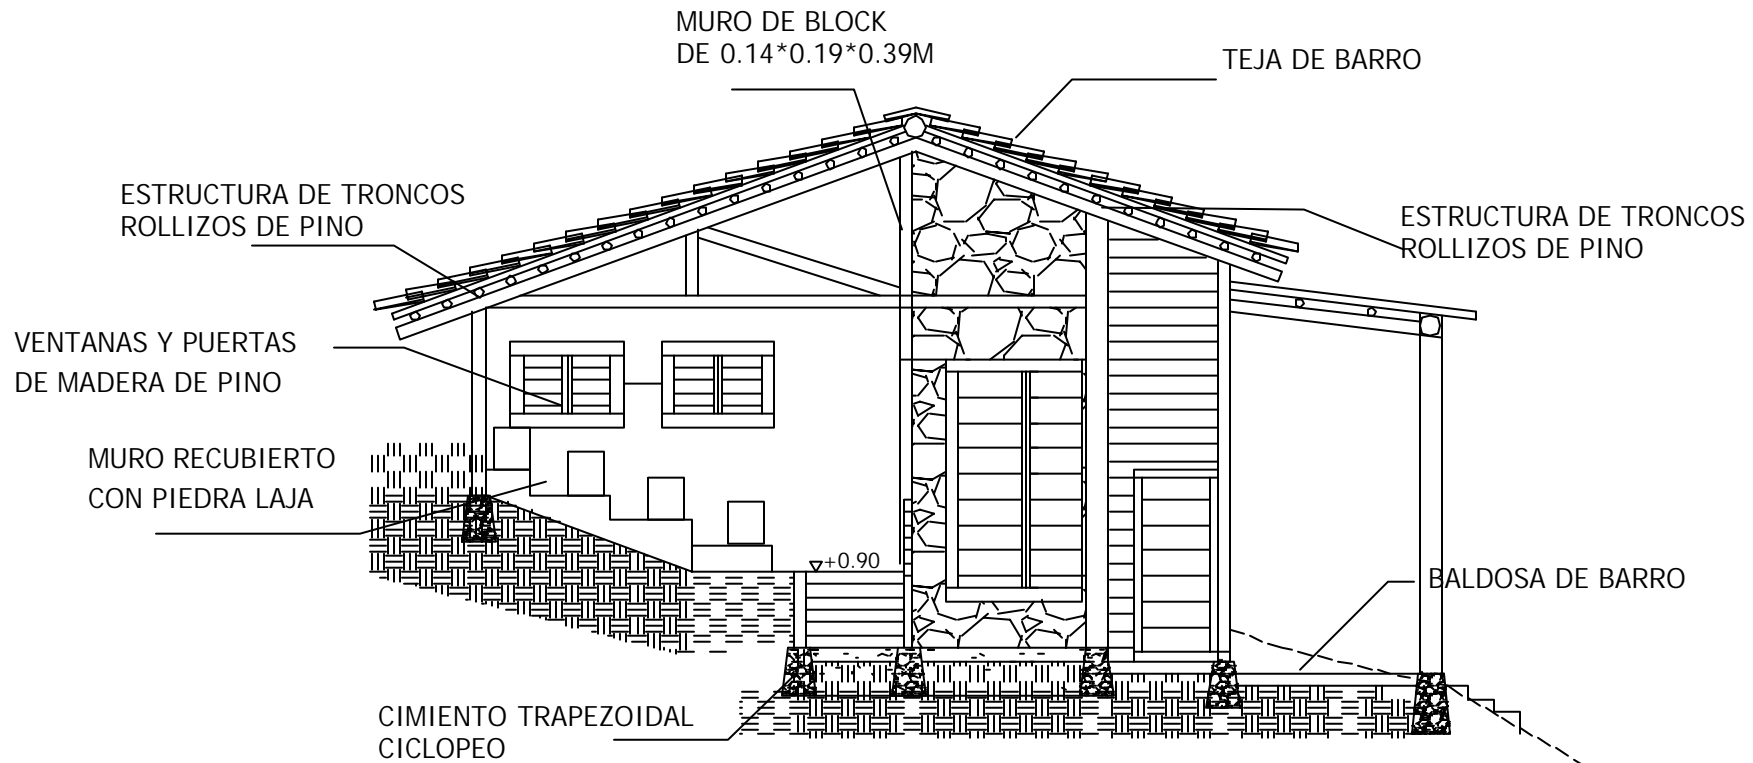 MURO DE BLOCK
DE 0.14*0.19*0.39M
TEJA DE BARRO
ESTRUCTURA DE TRONCOS
ROLLIZOS DE PINO
ESTRUCTURA DE TRONCOS
ROLLIZOS DE PINO
VENTANAS Y PUERTAS
DE MADERA DE PINO
MURO RECUBIERTO
CON PIEDRA LAJA
+0.90
BALDOSA DE BARRO
CIMIENTO TRAPEZOIDAL
CICLOPEO